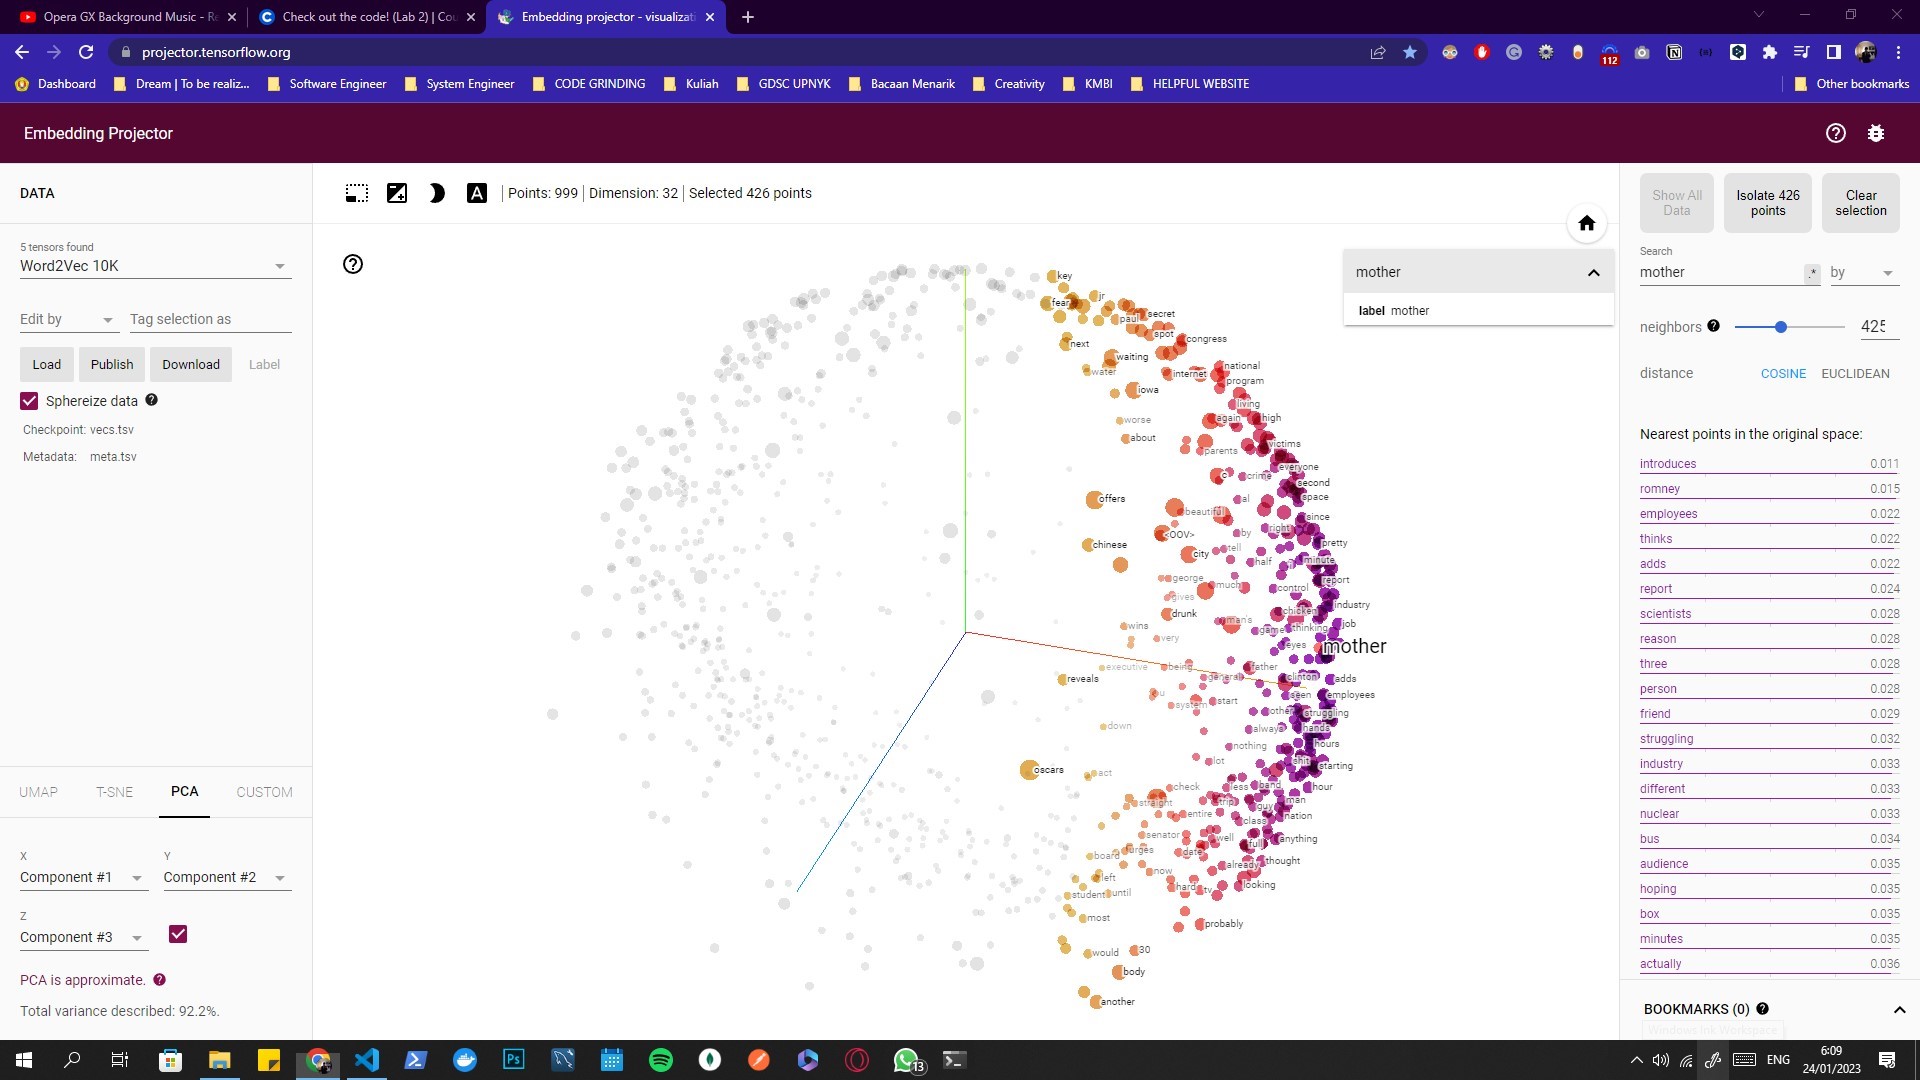 Opera GX Background Music - Re
Check out the code! (Lab 2) | Cou
Embedding projector - visualizati
projector.tensorflow.org
112
Dashboard
Dream | To be realiz...
Software Engineer
System Engineer
CODE GRINDING
Kuliah
GDSC UPNYK
Bacaan Menarik
Creativity
KMBI
HELPFUL WEBSITE
Other bookmarks
Embedding Projector
DATA
Points: 999 | Dimension: 32 | Selected 426 points
Show All Data
Isolate 426 points
Clear selection
5 tensors found
Word2Vec 10K
Edit by
Tag selection as
Load
Publish
Download
Label
Sphereize data
Checkpoint: vecs.tsv
Metadata: meta.tsv
UMAP
T-SNE
PCA
CUSTOM
X
Component #1
Y
Component #2
Z
Component #3
PCA is approximate.
Total variance described: 92.2%.
mother
label mother
key
jr
fear
paul
secret
spot
congress
next
waiting
water
internet
national
program
iowa
living
worse
again
high
about
victims
parents
everyone
c
crime
second
offers
al
space
beautiful
since
right
<OOV>
by
pretty
chinese
city
tell
half
minute
george
much
report
control
gives
industry
drunk
chicken
man's
job
wins
game
thinking
very
eyes
mother
executive
being
father
reveals
general
clinton
adds
seen
employees
u
system
start
other
struggling
down
always
hands
nothing
hours
oscars
act
lot
shit
starting
check
less
band
hour
straight
trip
guy
man
entire
class
nation
senator
well
full
anything
board
urges
date
already
thought
left
now
hard
tv
looking
student
until
most
probably
would
30
body
another
Search
mother
.*
by
neighbors
425
distance
COSINE
EUCLIDEAN
Nearest points in the original space:
introduces 0.011
romney 0.015
employees 0.022
thinks 0.022
adds 0.022
report 0.024
scientists 0.028
reason 0.028
three 0.028
person 0.028
friend 0.029
struggling 0.032
industry 0.033
different 0.033
nuclear 0.033
bus 0.034
audience 0.035
hoping 0.035
box 0.035
minutes 0.035
actually 0.036
BOOKMARKS (0)
Windows Ink Workspace
Ps
13
ENG
6:09
24/01/2023